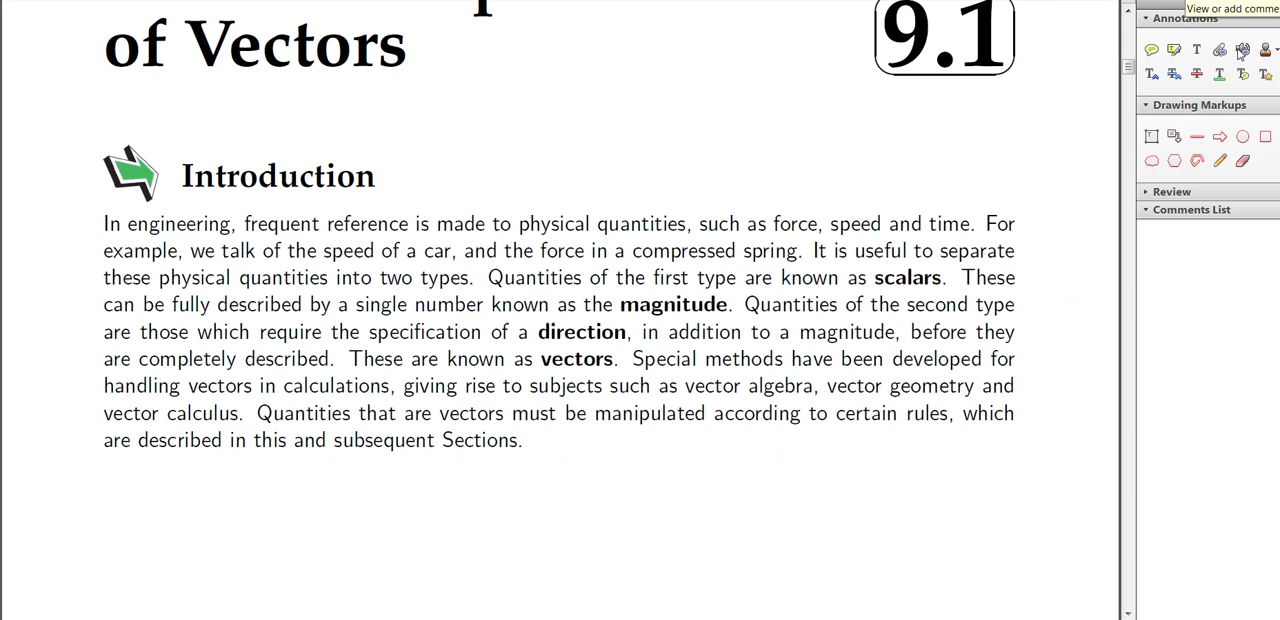 View or add comme
of Vectors
9.1
Annotations
Drawing Markups
Introduction
Review
Comments List
In engineering, frequent reference is made to physical quantities, such as force, speed and time. For
example, we talk of the speed of a car, and the force in a compressed spring. It is useful to separate
these physical quantities into two types. Quantities of the first type are known as scalars. These
can be fully described by a single number known as the magnitude. Quantities of the second type
are those which require the specification of a direction, in addition to a magnitude, before they
are completely described. These are known as vectors. Special methods have been developed for
handling vectors in calculations, giving rise to subjects such as vector algebra, vector geometry and
vector calculus. Quantities that are vectors must be manipulated according to certain rules, which
are described in this and subsequent Sections.